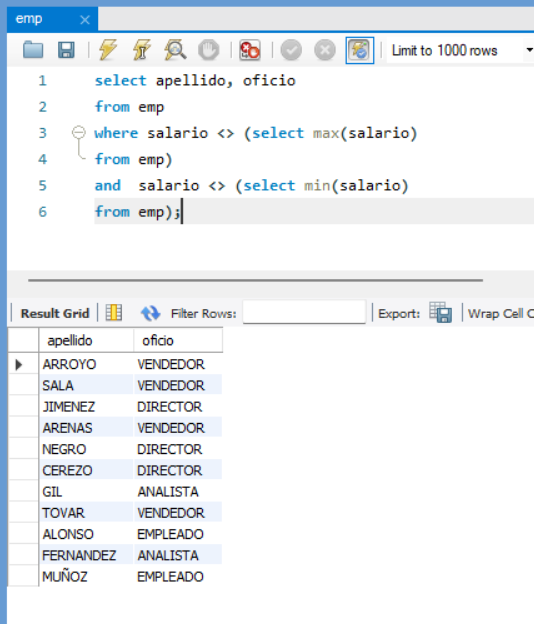 emp
Limit to 1000 rows
1 select apellido, oficio
2 from emp
3 where salario <> (select max(salario)
4 from emp)
5 and  salario <> (select min(salario)
6 from emp);
Result Grid Filter Rows: Export: Wrap Cell C
apellido oficio
ARROYO VENDEDOR
SALA VENDEDOR
JIMENEZ DIRECTOR
ARENAS VENDEDOR
NEGRO DIRECTOR
CEREZO DIRECTOR
GIL ANALISTA
TOVAR VENDEDOR
ALONSO EMPLEADO
FERNANDEZ ANALISTA
MUÑOZ EMPLEADO